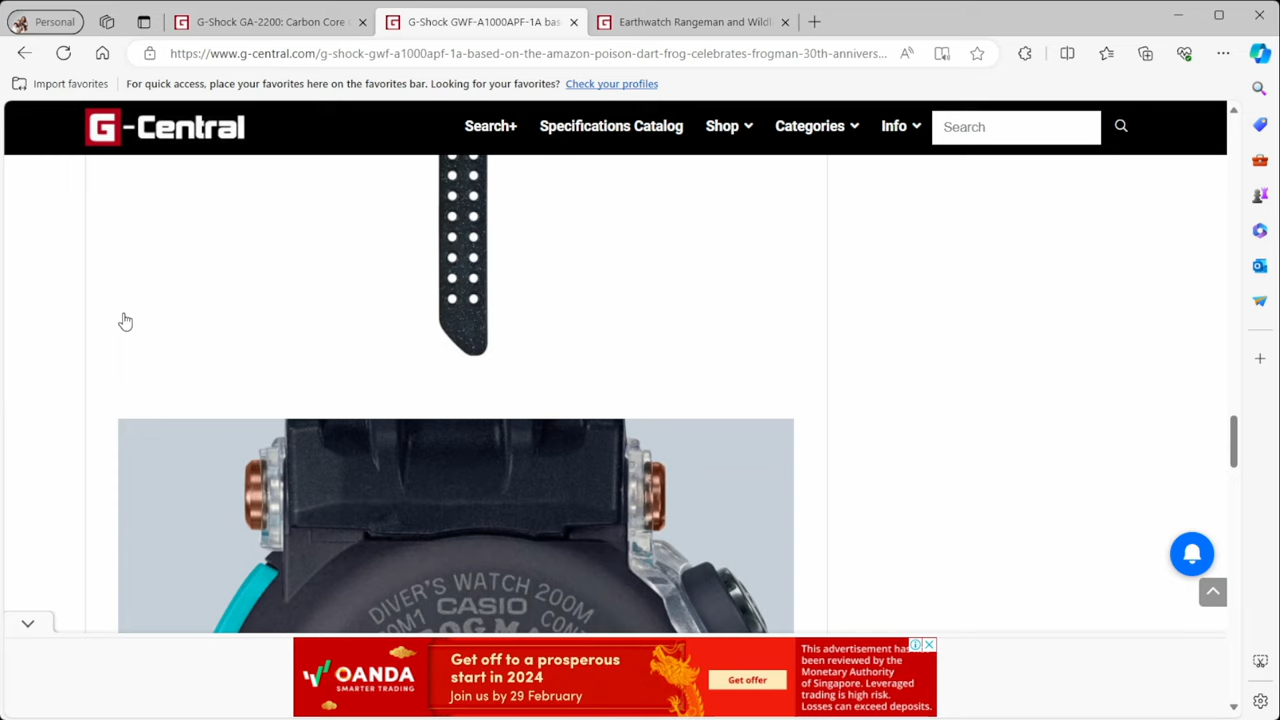 Personal
G-Shock GA-2200: Carbon Core
G-Shock GWF-A1000APF-1A bas
Earthwatch Rangeman and Wildl
https://www.g-central.com/g-shock-gwf-a1000apf-1a-based-on-the-amazon-poison-dart-frog-celebrates-frogman-30th-annivers...
Import favorites
For quick access, place your favorites here on the favorites bar. Looking for your favorites? Check your profiles
G-Central
Search+
Specifications Catalog
Shop
Categories
Info
Search
DIVER'S WATCH 200M
CASIO
OANDA
SMARTER TRADING
Get off to a prosperous
start in 2024
Join us by 29 February
Get offer
This advertisement has
been reviewed by the
Monetary Authority
of Singapore. Leveraged
trading is high risk.
Losses can exceed deposits.